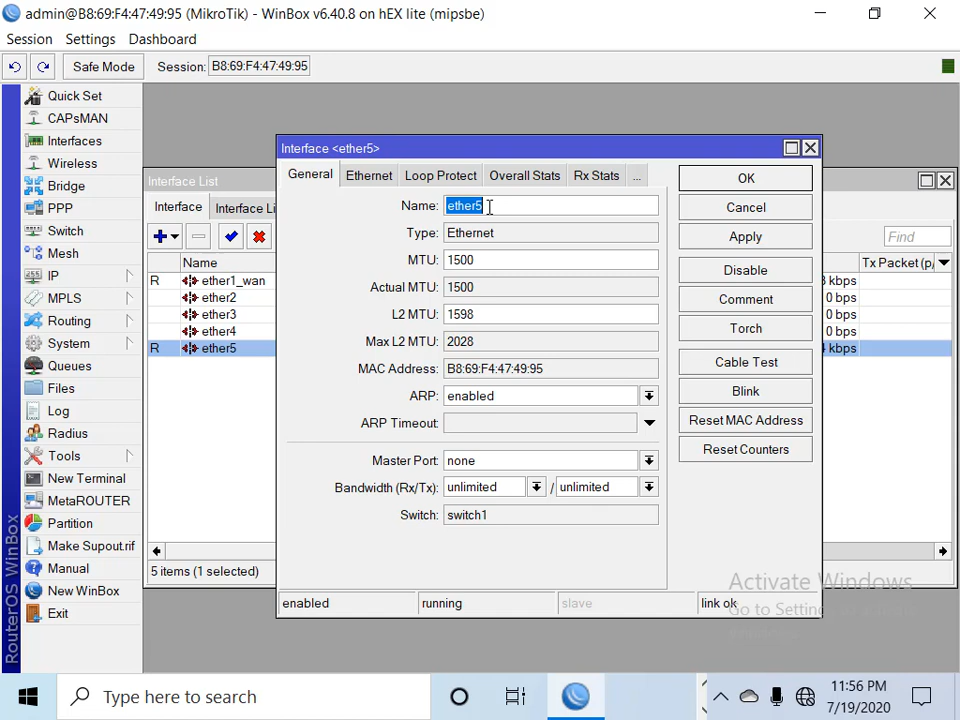 admin@B8:69:F4:47:49:95 (MikroTik) - WinBox v6.40.8 on hEX lite (mipsbe)
Session Settings Dashboard
Safe Mode Session: B8:69:F4:47:49:95
Quick Set
CAPsMAN
Interfaces
Wireless
Bridge
PPP
Switch
Mesh
IP
MPLS
Routing
System
Queues
Files
Log
Radius
Tools
New Terminal
MetaROUTER
Partition
Make Supout.rif
Manual
New WinBox
Exit
RouterOS WinBox
Interface List
Interface Interface Li
Find
Name
Tx Packet (p/
R ether1_wan
kbps
ether2
0 bps
ether3
0 bps
ether4
0 bps
R ether5
kbps
5 items (1 selected)
Interface <ether5>
General Ethernet Loop Protect Overall Stats Rx Stats ...
Name: ether5
Type: Ethernet
MTU: 1500
Actual MTU: 1500
L2 MTU: 1598
Max L2 MTU: 2028
MAC Address: B8:69:F4:47:49:95
ARP: enabled
ARP Timeout:
Master Port: none
Bandwidth (Rx/Tx): unlimited / unlimited
Switch: switch1
OK
Cancel
Apply
Disable
Comment
Torch
Cable Test
Blink
Reset MAC Address
Reset Counters
enabled running slave link ok
Activate Windows
Go to Settin
Type here to search
11:56 PM
7/19/2020